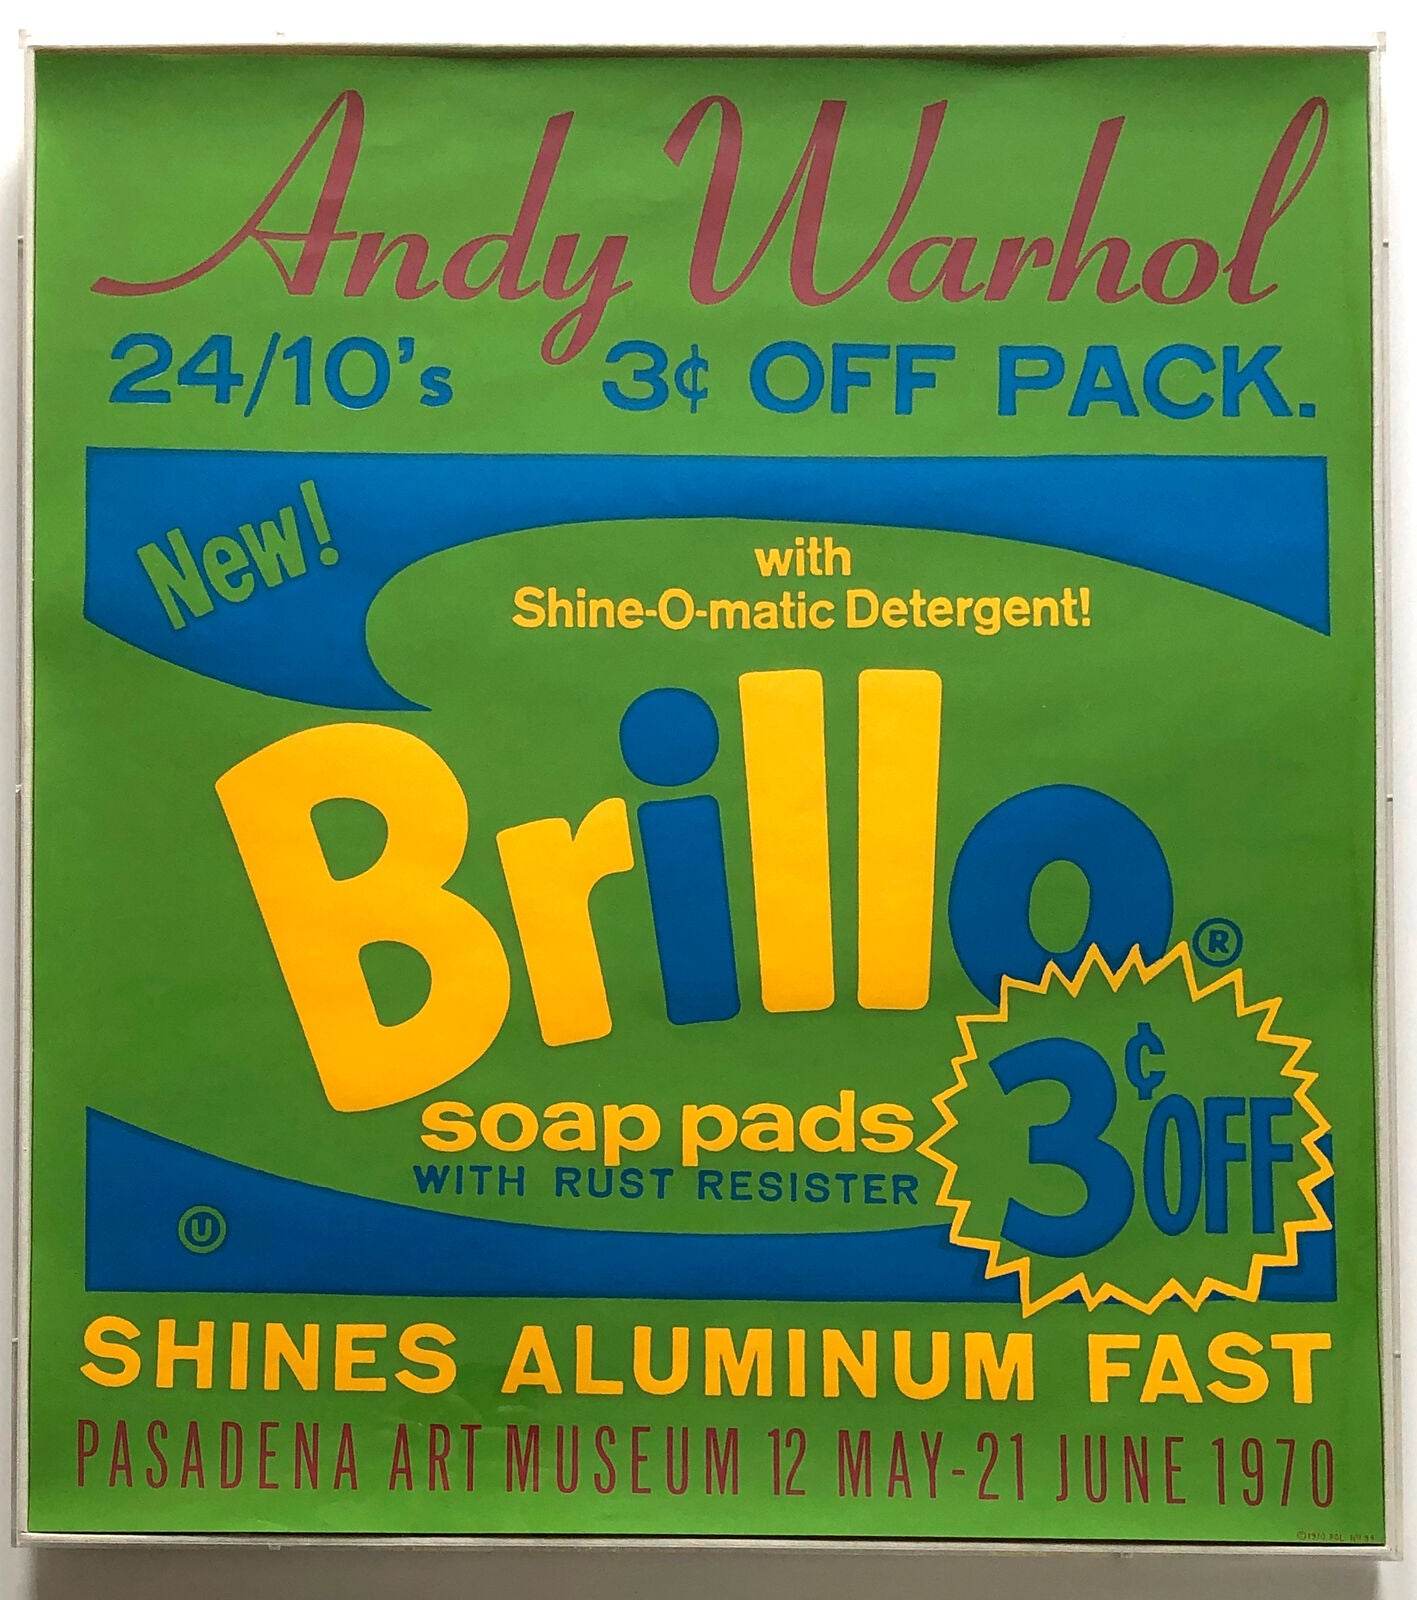 Andy Warhol
24/10's 3¢ OFF PACK.
New!
with
Shine-O-matic Detergent!
Brillo®
3¢ OFF
soap pads
WITH RUST RESISTER
Ⓤ
SHINES ALUMINUM FAST
PASADENA ART MUSEUM 12 MAY-21 JUNE 1970